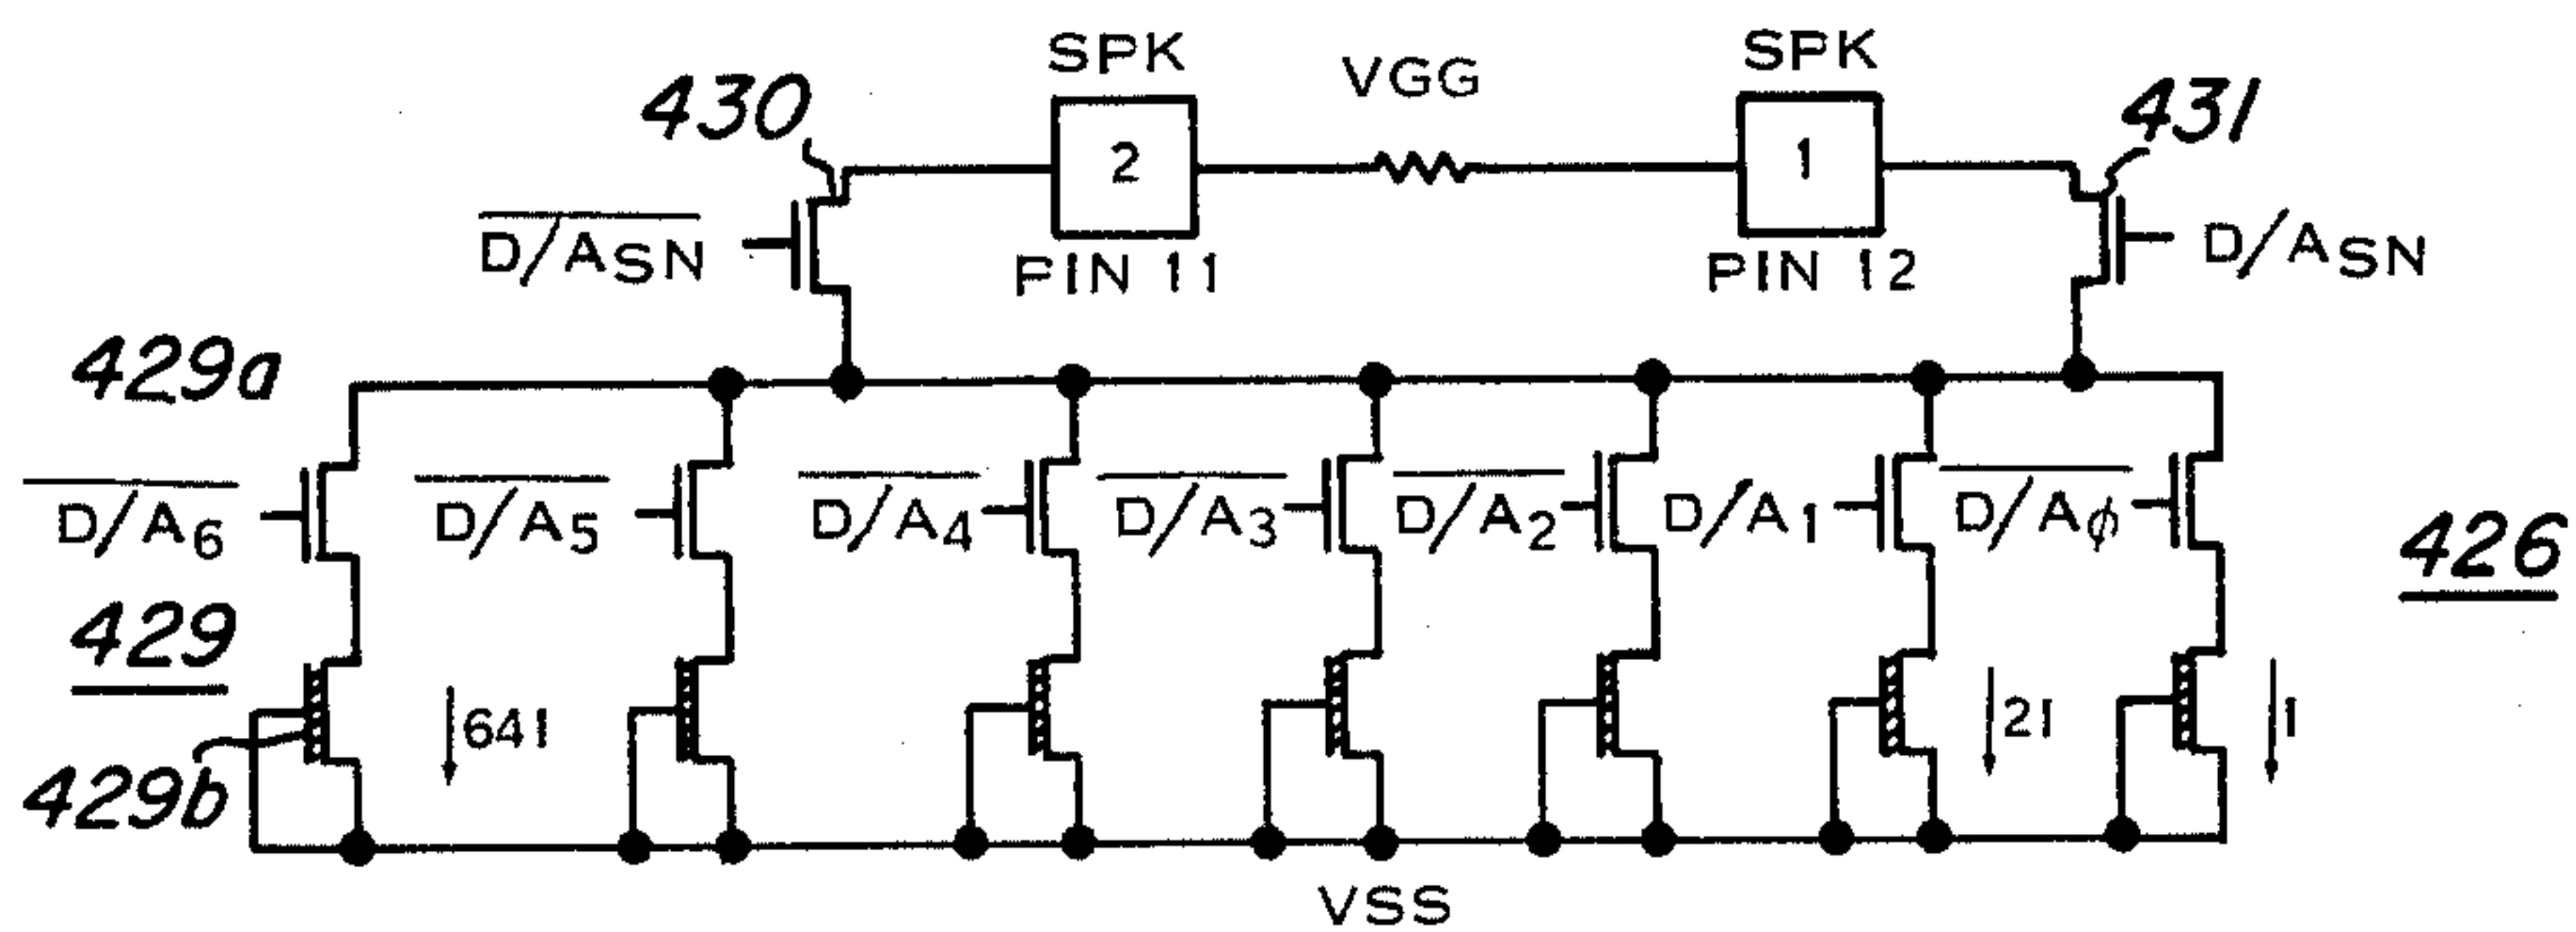 SPK
SPK
VGG
430
431
2
1
D/ASN
D/ASN
PIN 11
PIN 12
429a
D/A6
D/A5
D/A4
D/A3
D/A2
D/A1
D/Aϕ
426
429
64I
2I
I
429b
VSS